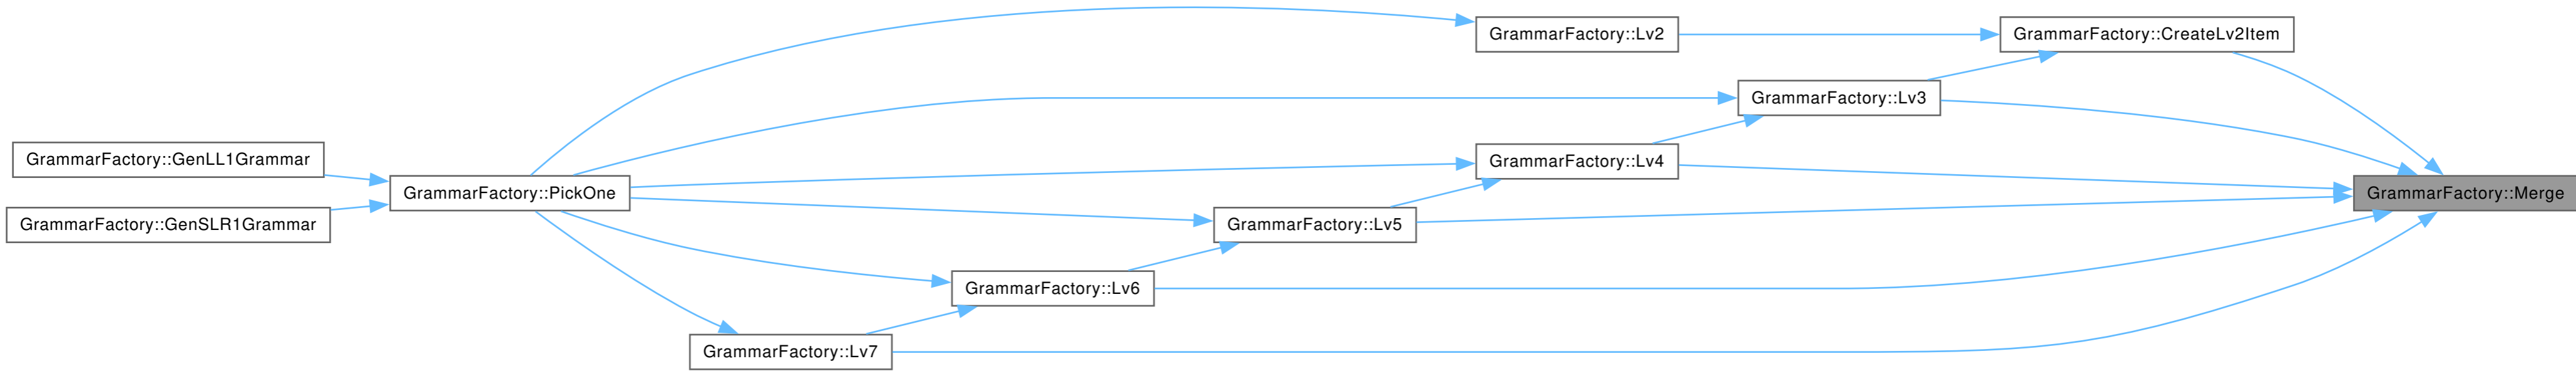 GrammarFactory::Lv2
GrammarFactory::CreateLv2Item
GrammarFactory::Lv3
GrammarFactory::GenLL1Grammar
GrammarFactory::Lv4
GrammarFactory::PickOne
GrammarFactory::Merge
GrammarFactory::GenSLR1Grammar
GrammarFactory::Lv5
GrammarFactory::Lv6
GrammarFactory::Lv7